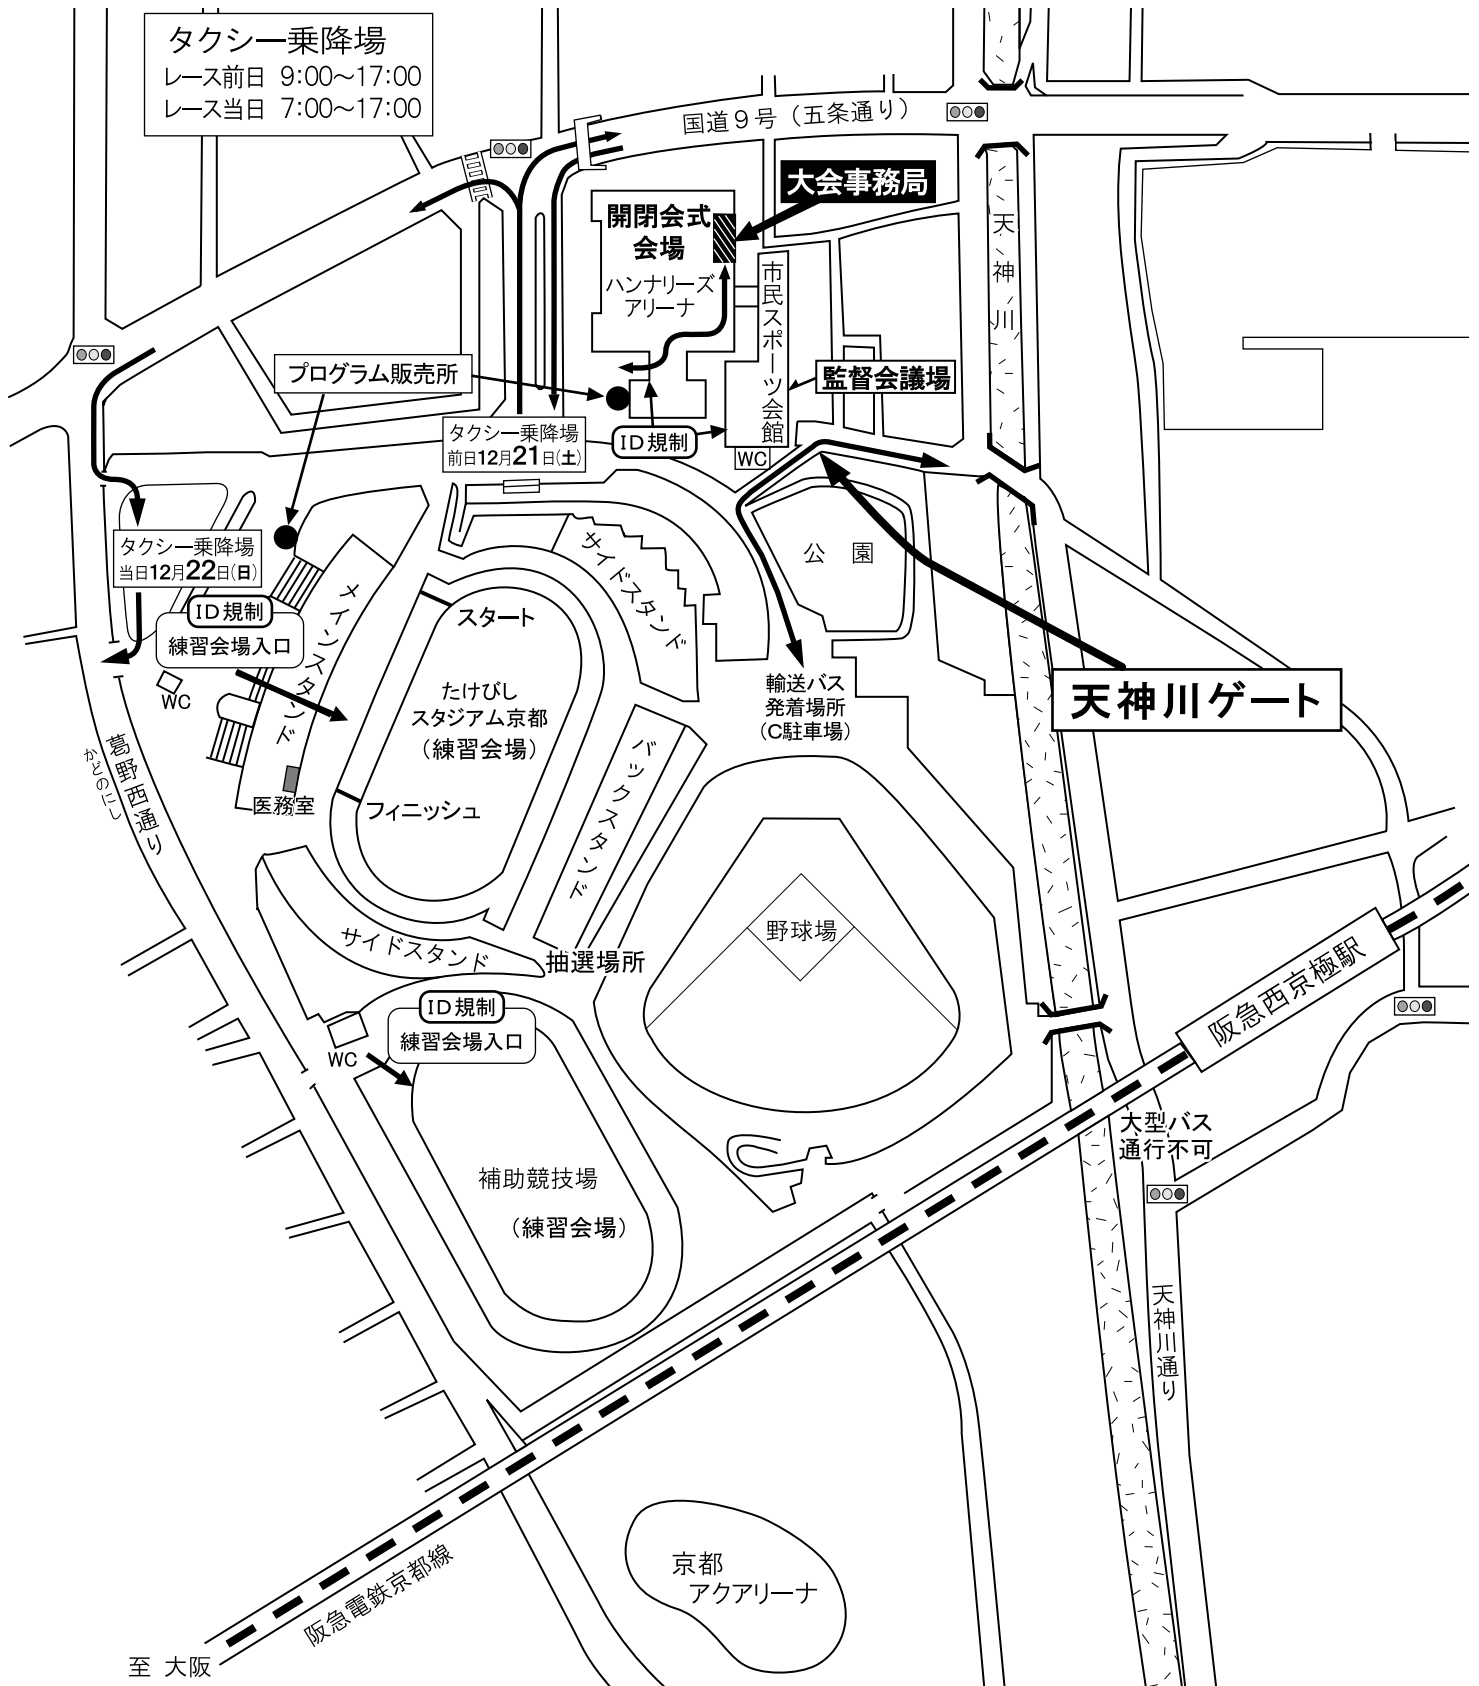 タクシー乗降場
レース前日 9:00～17:00
レース当日 7:00～17:00
国道9号（五条通り）
大会事務局
開閉会式
会場
ハンナリーズ
アリーナ
市民スポーツ会館
天神川
プログラム販売所
監督会議場
タクシー乗降場
前日12月21日(土)
ID規制
WC
タクシー乗降場
当日12月22日(日)
ID規制
練習会場入口
WC
メインスタンド
サイドスタンド
公園
スタート
たけびし
スタジアム京都
（練習会場）
フィニッシュ
医務室
バックスタンド
輸送バス
発着場所
（C駐車場）
天神川ゲート
葛野西通り
かどのにし
サイドスタンド
抽選場所
野球場
ID規制
練習会場入口
WC
阪急西京極駅
大型バス
通行不可
補助競技場
（練習会場）
天神川通り
京都
アクアリーナ
阪急電鉄京都線
至 大阪